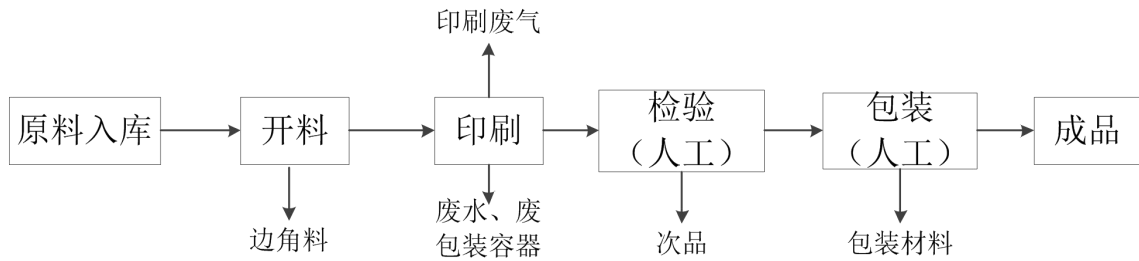 印刷废气
原料入库
开料
印刷
检验
（人工）
包装
（人工）
成品
边角料
废水、废
包装容器
次品
包装材料